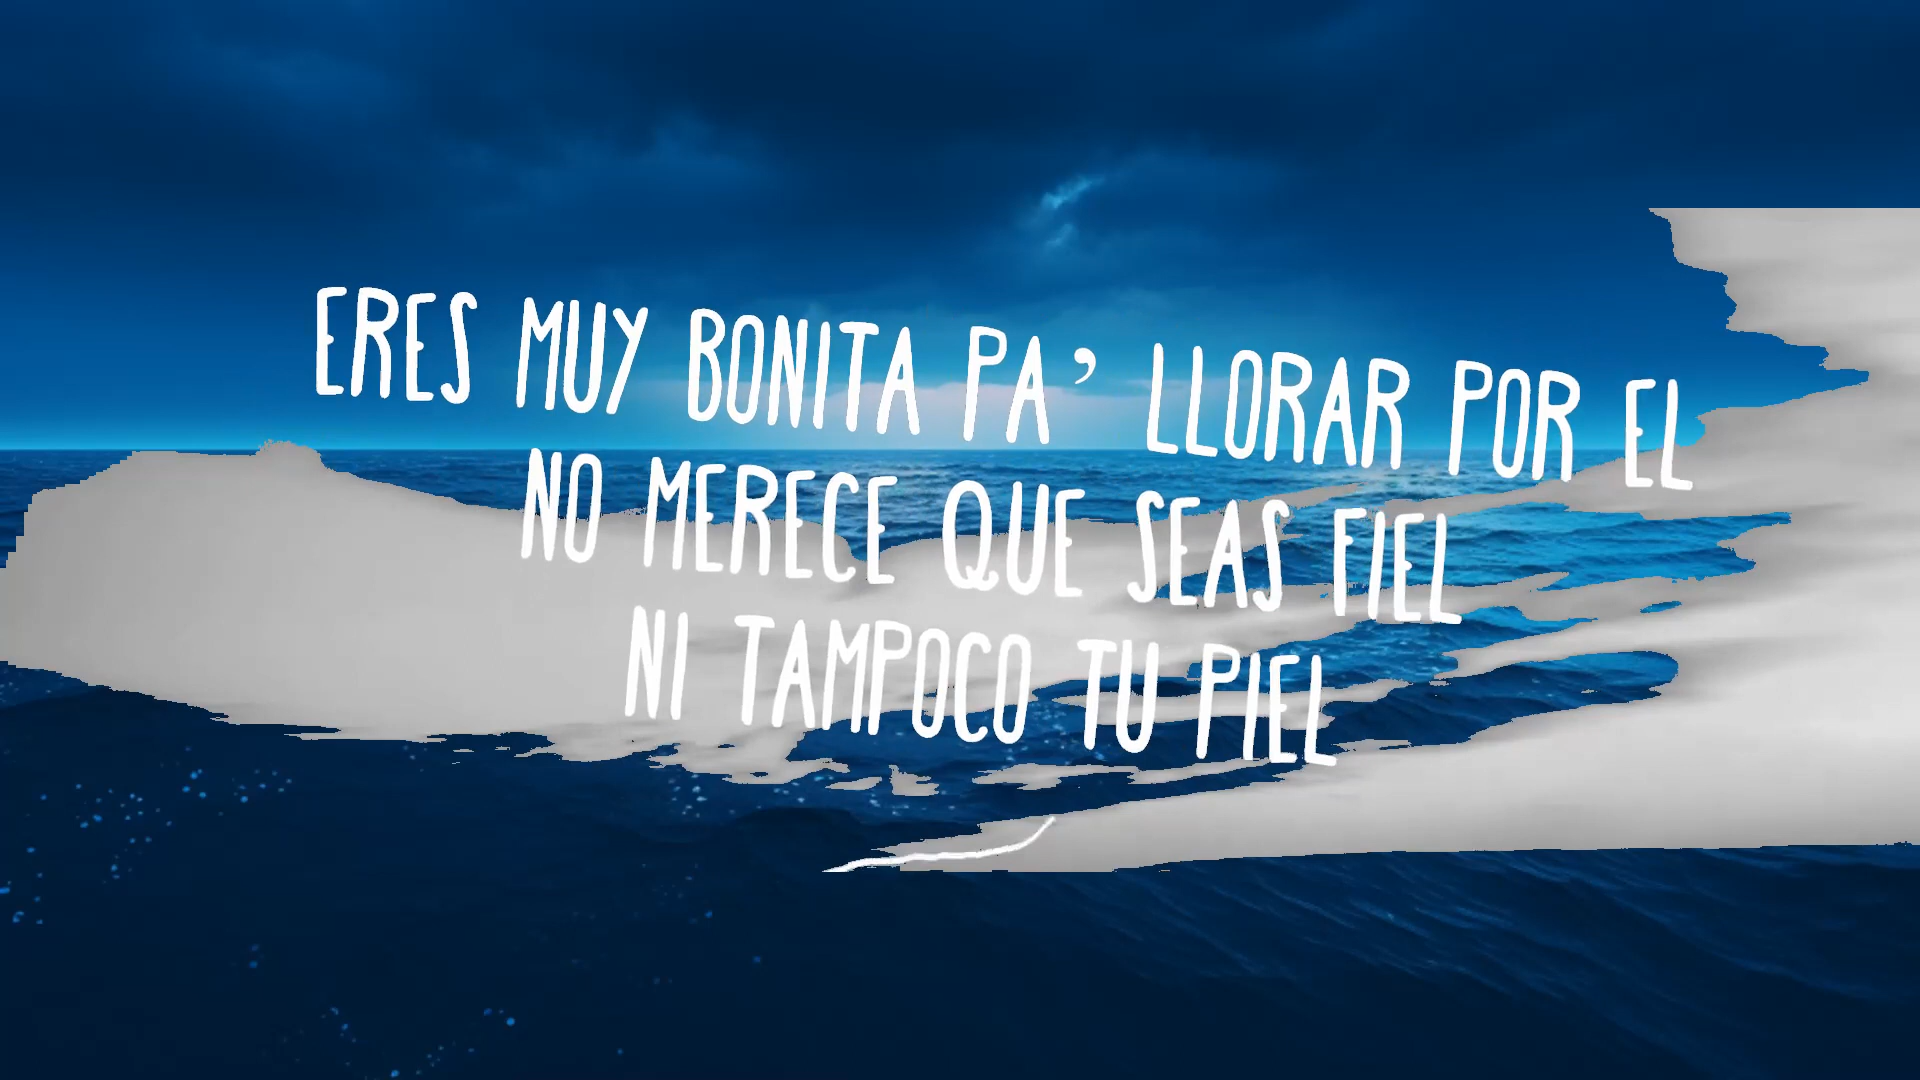 ERES MUY BONITA PA' LLORAR POR EL
NO MERECE QUE SEAS FIEL
NI TAMPOCO TU PIEL